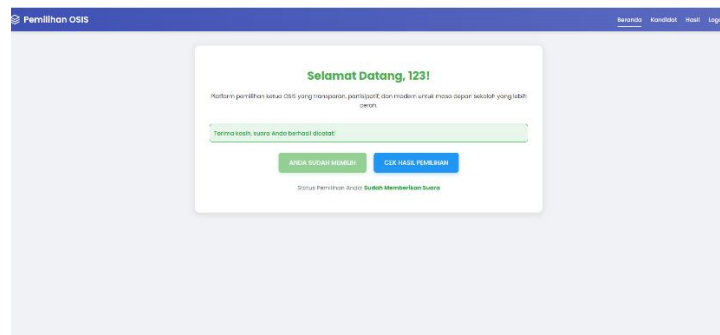 Pemilihan OSIS
Beranda Kandidat Hasil
Selamat Datang, 123!
Platform pemilihan ketua OSIS yang transparan, partisipatif, dan modern untuk masa depan sekolah yang lebih
Terima kasih, suara Anda berhasil dicatat!
ANDA SUDAH MEMILIH
CEK HASIL PEMILIHAN
Status Pemilihan Anda: Sudah Memberikan Suara